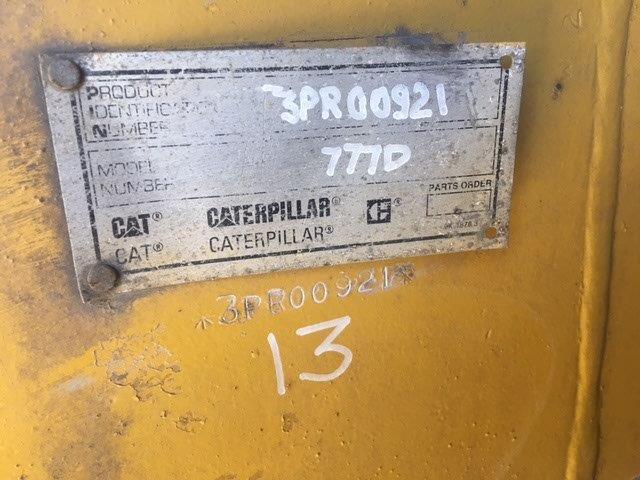 PRODUCT
IDENTIFICATION 3PR00921
NUMBER
MODEL
NUMBER 777D
PARTS ORDER
CAT® CATERPILLAR®
CAT® CATERPILLAR®
*3PR00921*
13